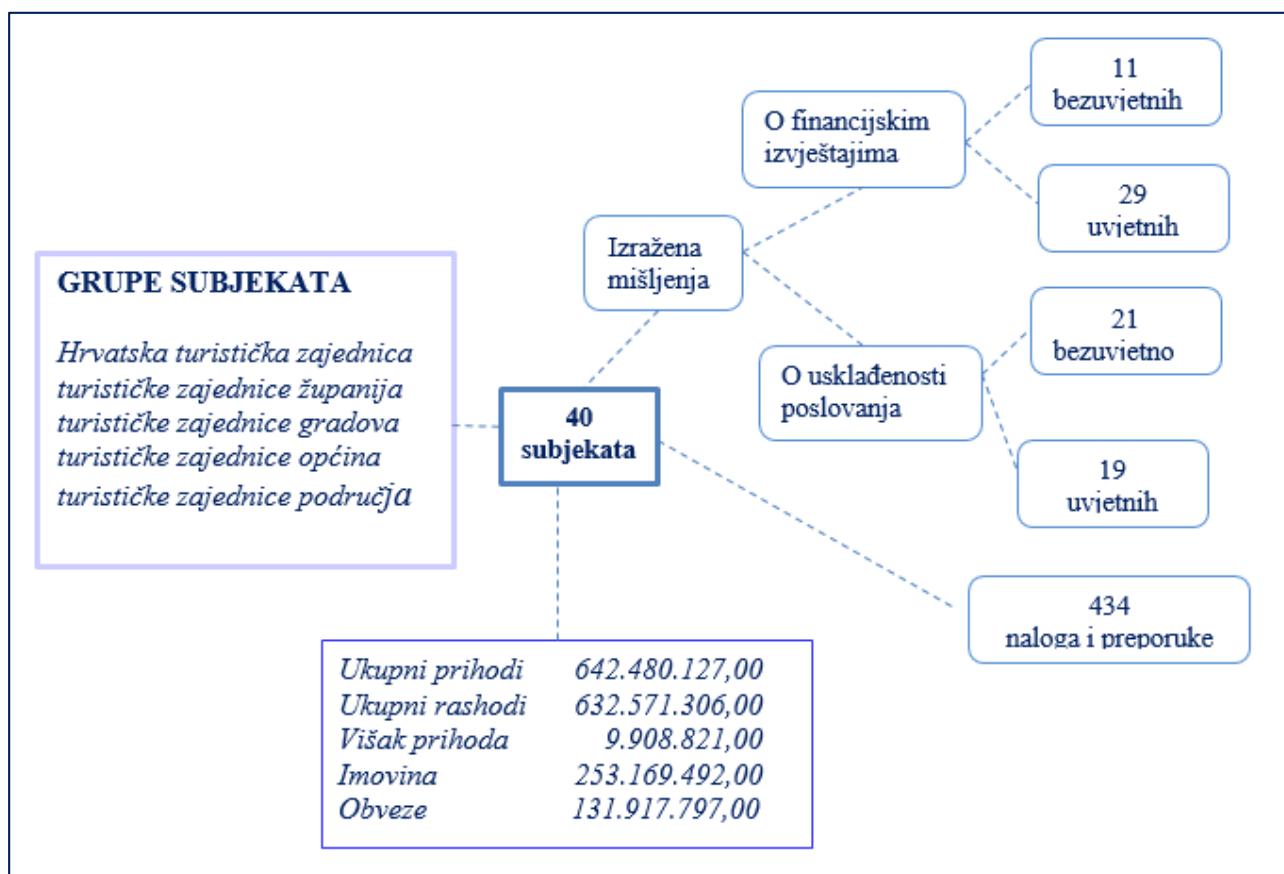 GRUPE SUBJEKATA
Hrvatska turistička zajednica
turističke zajednice županija
turističke zajednice gradova
turističke zajednice općina
turističke zajednice područja
40
subjekata
Izražena
mišljenja
O financijskim
izvještajima
11
bezuvjetnih
29
uvjetnih
O usklađenosti
poslovanja
21
bezuvjetno
19
uvjetnih
434
naloga i preporuke
Ukupni prihodi 642.480.127,00
Ukupni rashodi 632.571.306,00
Višak prihoda 9.908.821,00
Imovina 253.169.492,00
Obveze 131.917.797,00